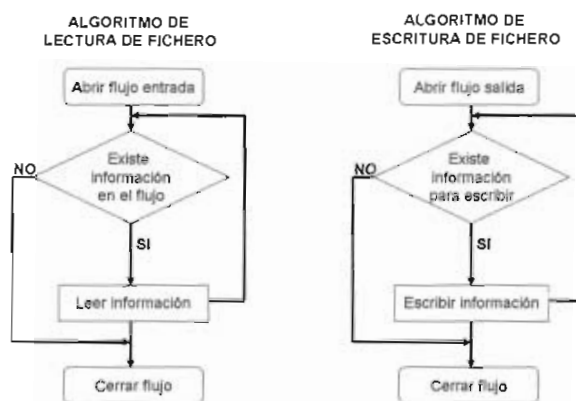 ALGORITMO DE
LECTURA DE FICHERO
Abrir flujo entrada
Existe
información
en el flujo
NO
SI
Leer información
Cerrar flujo
ALGORITMO DE
ESCRITURA DE FICHERO
Abrir flujo salida
Existe
información
para escribir
NO
SÍ
Escribir información
Cerrar flujo